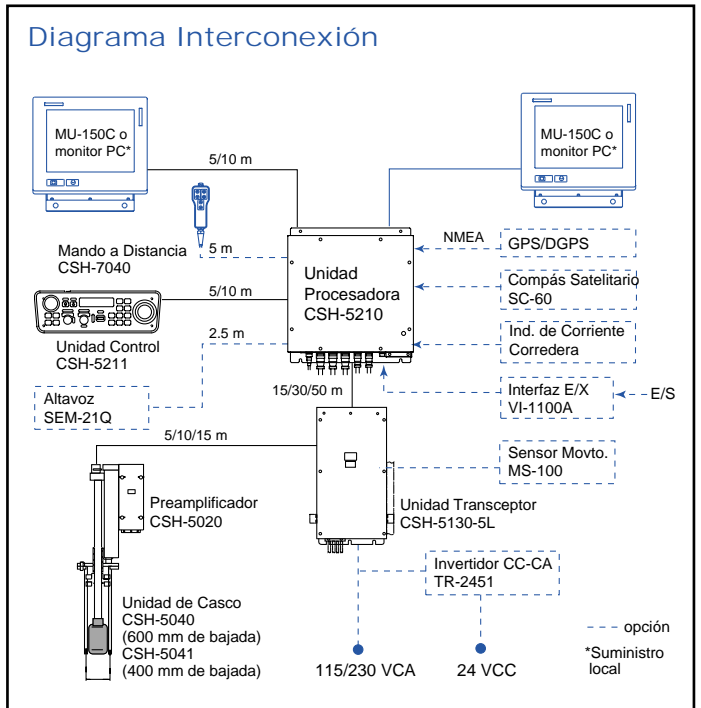 Diagrama Interconexión
MU-150C o
monitor PC*
MU-150C o
monitor PC*
5/10 m
NMEA
GPS/DGPS
Mando a Distancia
CSH-7040
5 m
Unidad
Procesadora
CSH-5210
Compás Satelitario
SC-60
5/10 m
Unidad Control
CSH-5211
2.5 m
Ind. de Corriente
Corredera
Altavoz
SEM-21Q
15/30/50 m
Interfaz E/X
VI-1100A
E/S
5/10/15 m
Sensor Movto.
MS-100
Preamplificador
CSH-5020
Unidad Transceptor
CSH-5130-5L
Invertidor CC-CA
TR-2451
Unidad de Casco
CSH-5040
(600 mm de bajada)
CSH-5041
(400 mm de bajada)
115/230 VCA
24 VCC
opción
*Suministro
local